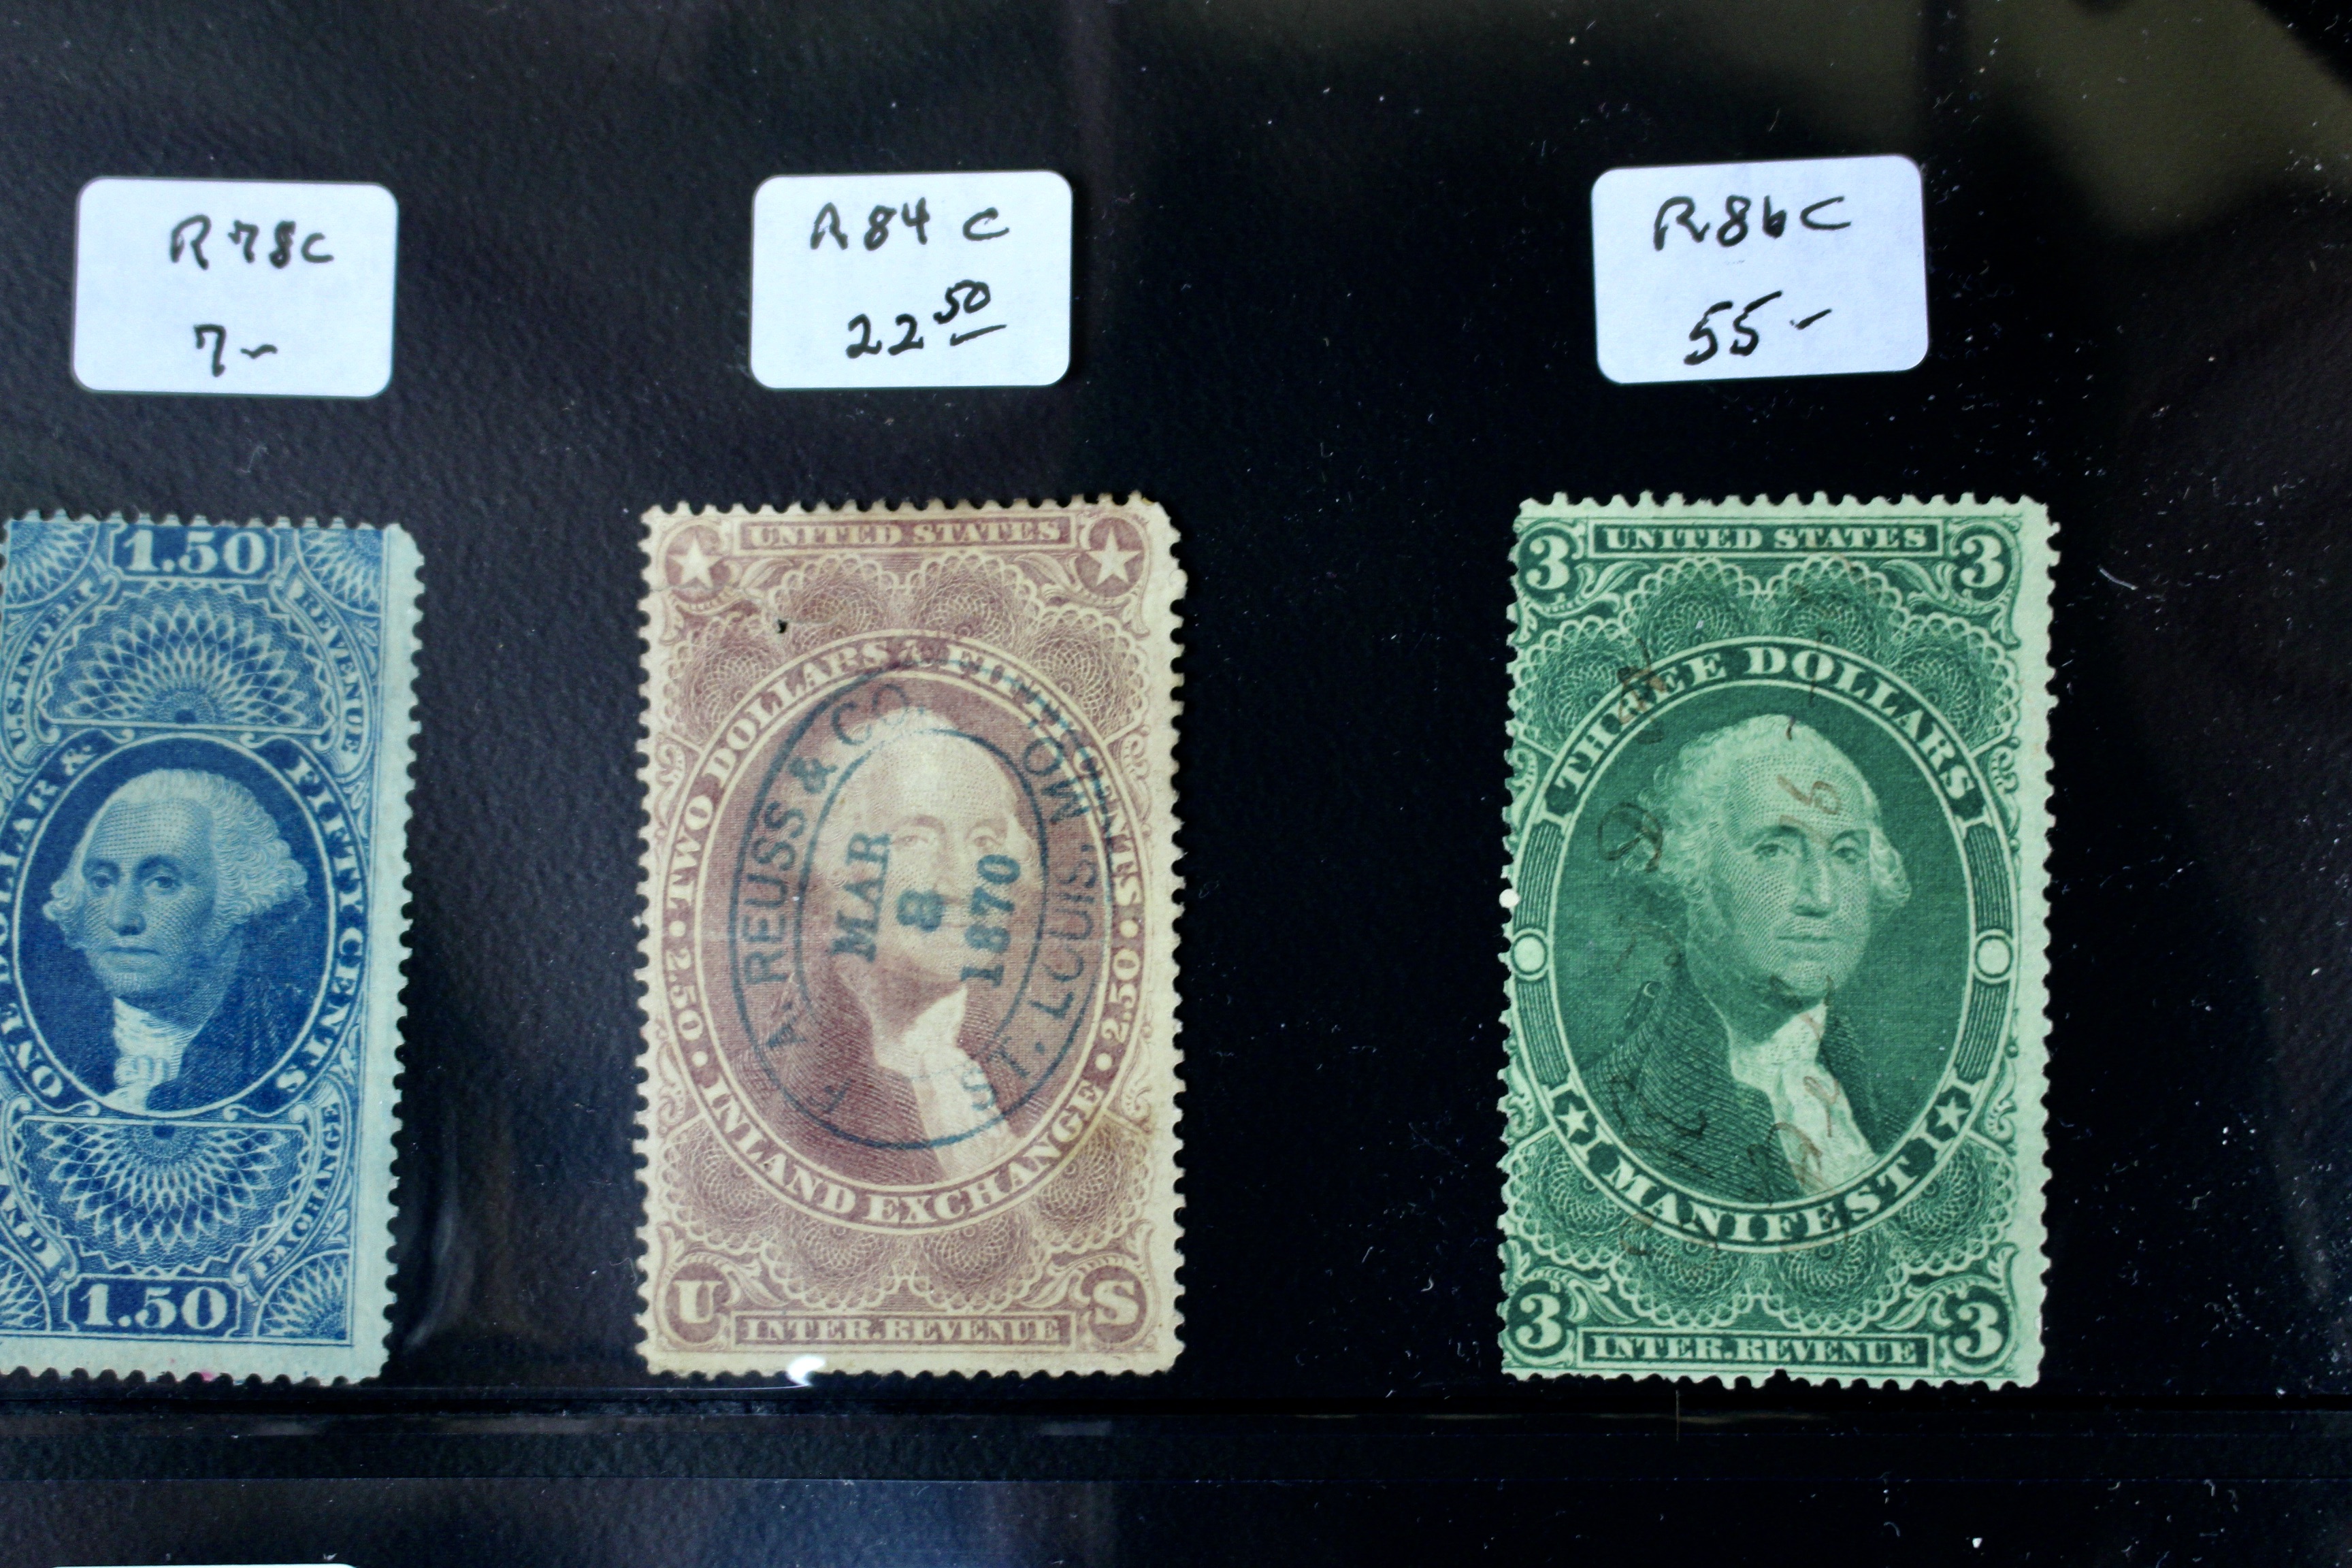 R78C
7-
R84C
22 50
R86C
55-
1.50
U.S. INTER
REVENUE
DOLLAR & FIFTY CENTS
EXCHANGE
1.50
UNITED STATES
TWO DOLLARS & FIFTY CENTS
2.50 • INLAND EXCHANGE • 2.50
U INTER.REVENUE S
F. A. REUSS & CO.
MAR
8
1870
ST. LOUIS, MO.
3 UNITED STATES 3
THREE DOLLARS
MANIFEST
3 INTER.REVENUE 3